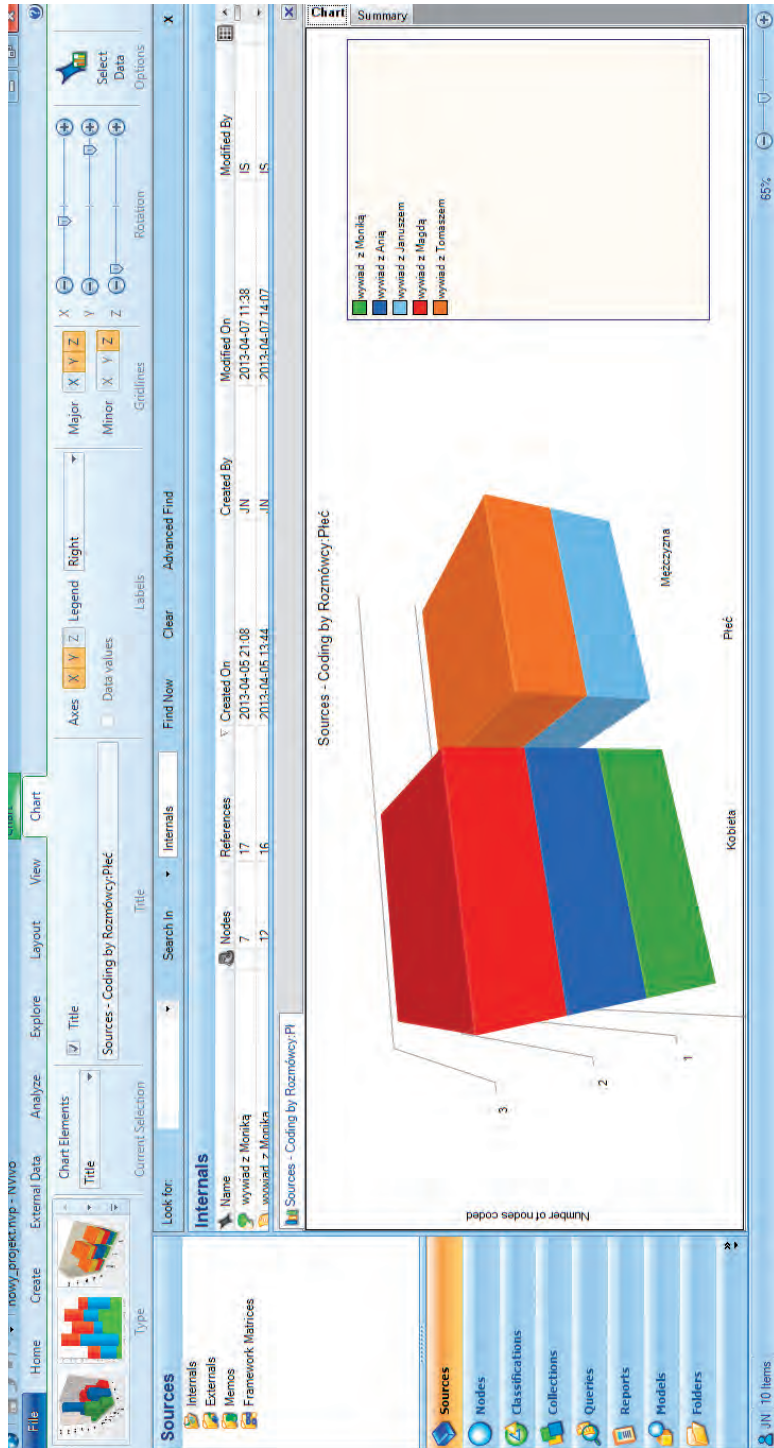 nowy_projekt.nvp - NVivo
Chart
File Home Create External Data Analyze Explore Layout View Chart
Chart Elements
Title
Title
Sources - Coding by Rozmówcy:Płeć
Axes X Y Z Legend Right
Data values
Major X Y Z
Minor X Y Z
X
Y
Z
Select
Data
Type Current Selection Title Labels Gridlines Rotation Options
Look for: Search In Internals Find Now Clear Advanced Find X
Sources
Internals
Externals
Memos
Framework Matrices
Internals
Name Nodes References Created On Created By Modified On Modified By
wywiad z Moniką 7 17 2013-04-05 21:08 JN 2013-04-07 11:38 IS
wywiad z Monika 12 16 2013-04-05 13:44 JN 2013-04-07 14:07 IS
Sources - Coding by Rozmówcy:Pł
Sources - Coding by Rozmówcy:Płeć
Number of nodes coded
3
2
1
Kobieta
Mężczyzna
Płeć
wywiad z Moniką
wywiad z Anią
wywiad z Januszem
wywiad z Magdą
wywiad z Tomaszem
Chart
Summary
Sources
Nodes
Classifications
Collections
Queries
Reports
Models
Folders
JN 10 Items
65%